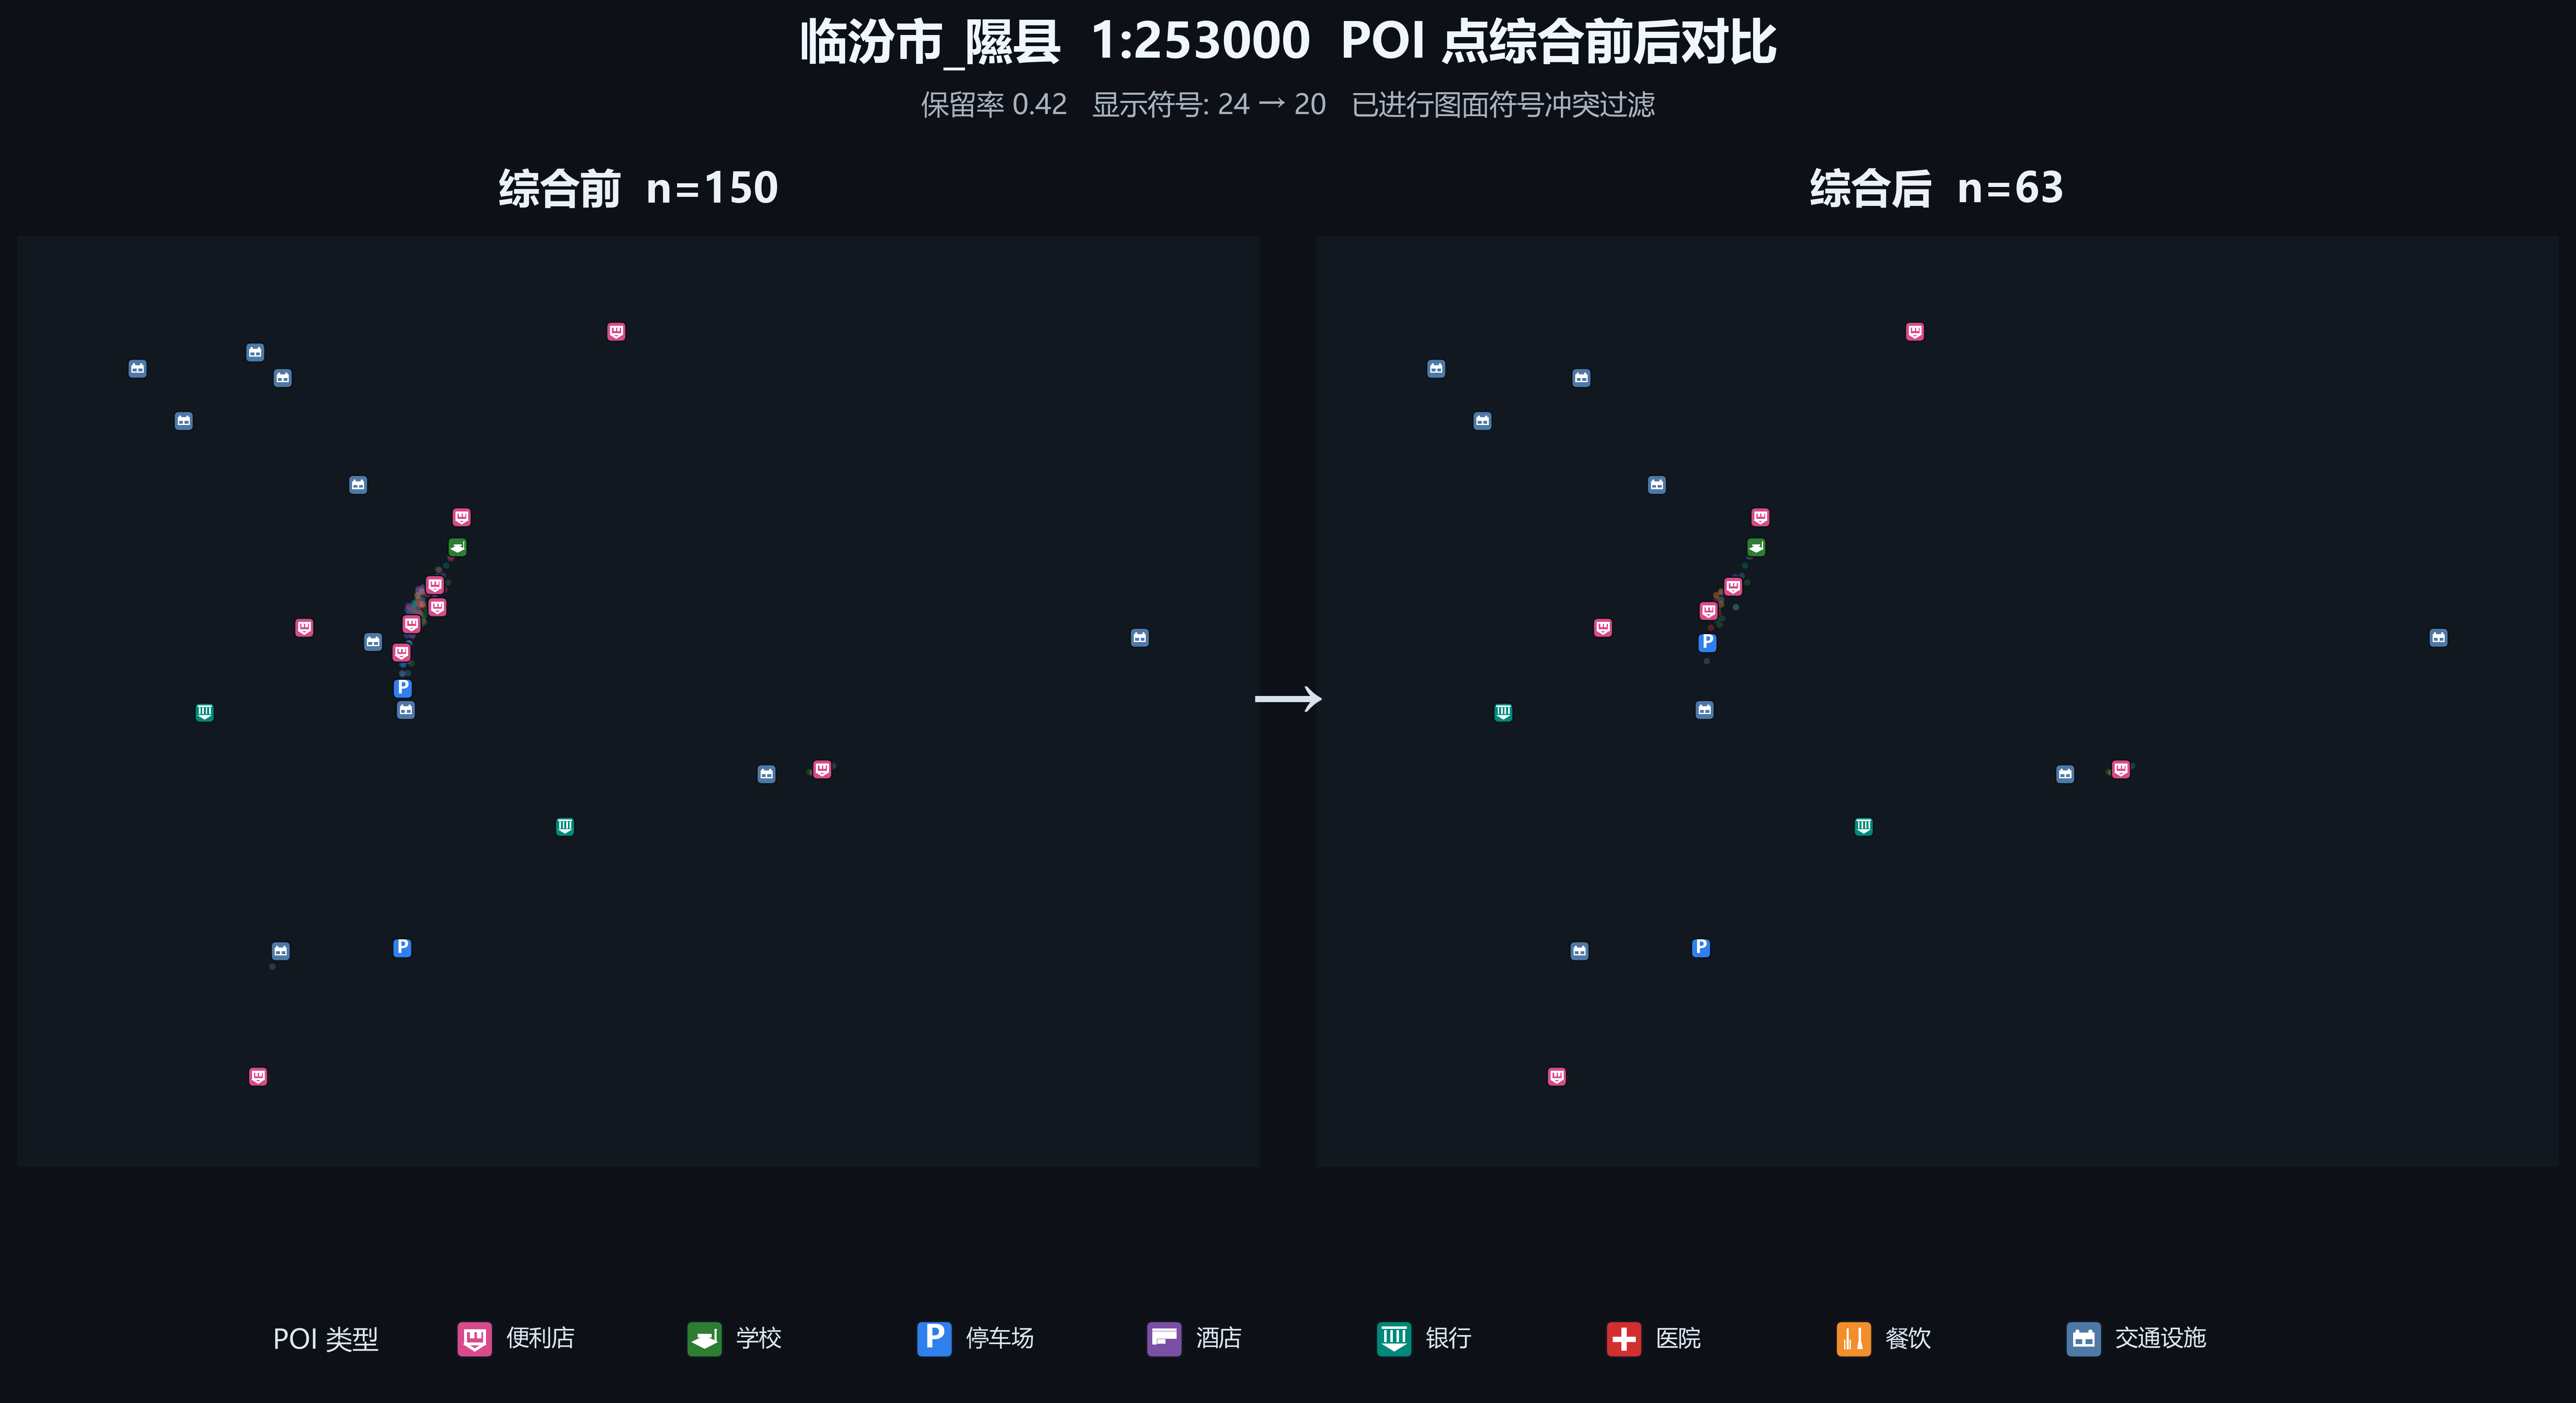 临汾市_隰县 1:253000 POI 点综合前后对比
保留率 0.42 显示符号: 24 → 20 已进行图面符号冲突过滤
综合前 n=150
综合后 n=63
→
POI 类型 便利店 学校 P 停车场 酒店 银行 医院 餐饮 交通设施